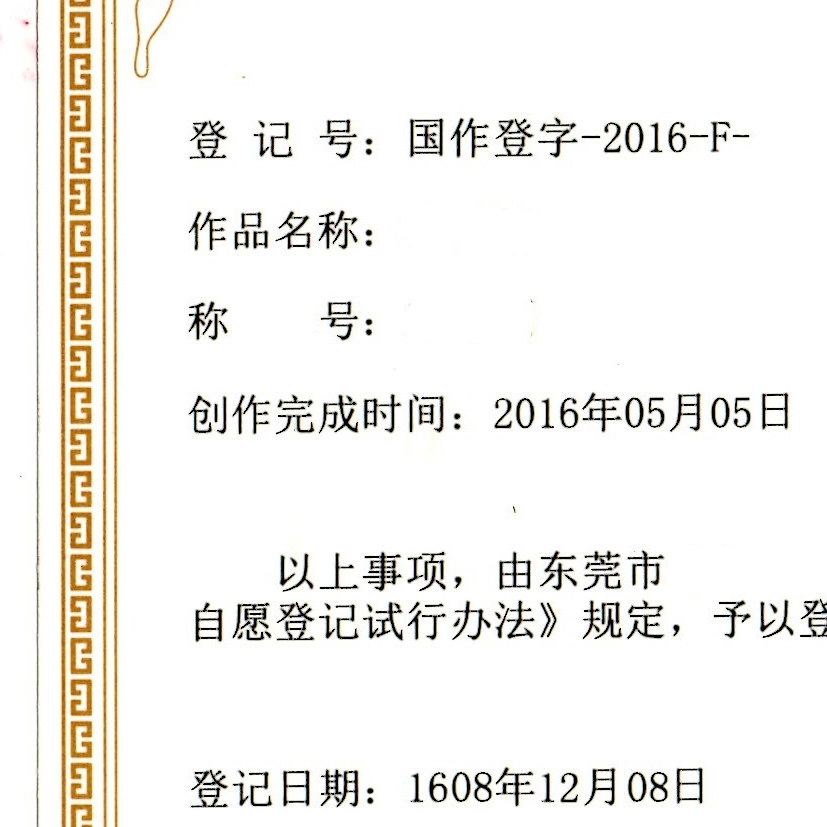 登 记 号：国作登字-2016-F-
作品名称：
称 号：
创作完成时间：2016年05月05日
以上事项，由东莞市
自愿登记试行办法》规定，予以登
登记日期：1608年12月08日